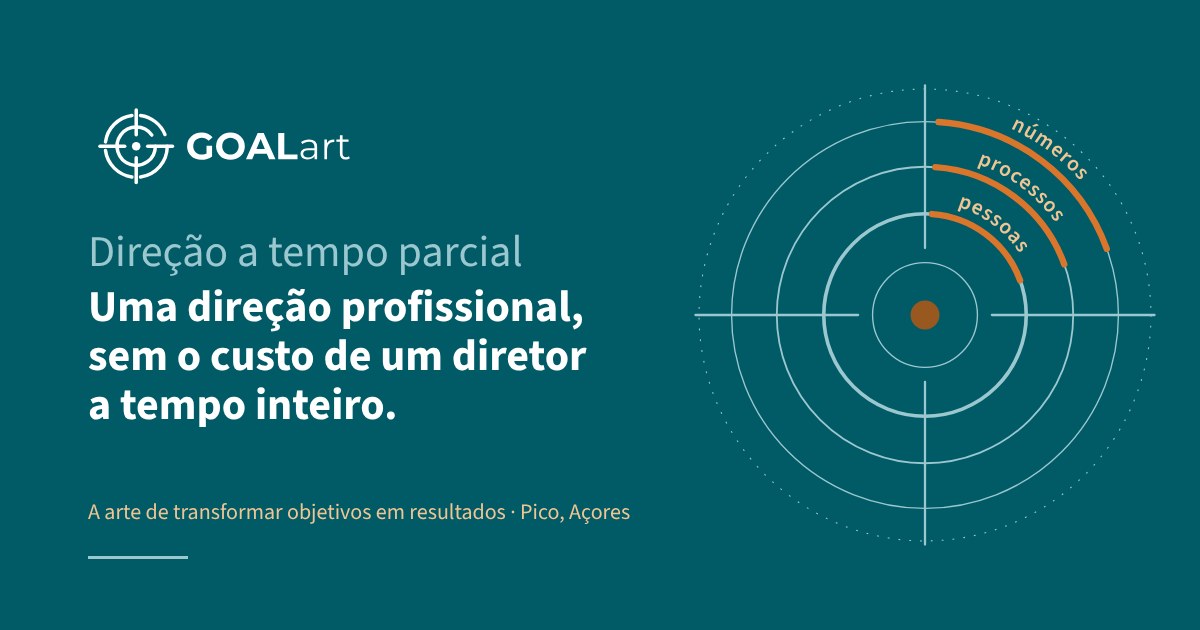 GOALart
Direção a tempo parcial
Uma direção profissional,
sem o custo de um diretor
a tempo inteiro.
A arte de transformar objetivos em resultados · Pico, Açores
números
processos
pessoas